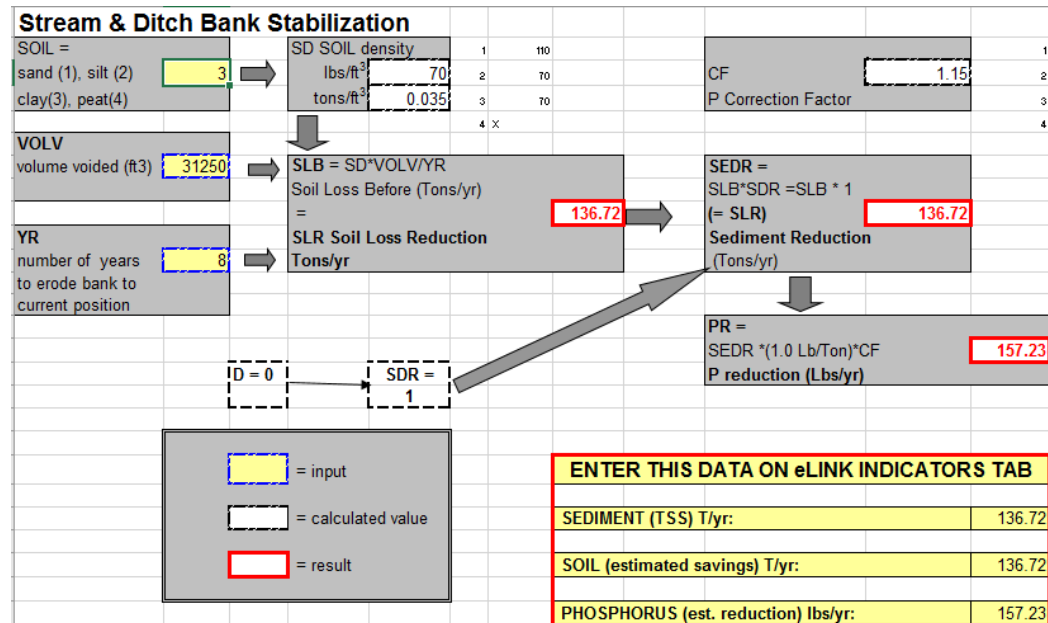 Stream & Ditch Bank Stabilization
SOIL =
sand (1), silt (2)
clay(3), peat(4)
3
SD SOIL density
lbs/ft³ 70
tons/ft³ 0.035
1 110
2 70
3 70
4 X
CF 1.15
P Correction Factor
1
2
3
4
VOLV
volume voided (ft3) 31250
SLB = SD*VOLV/YR
Soil Loss Before (Tons/yr)
= 136.72
SLR Soil Loss Reduction
Tons/yr
SEDR =
SLB*SDR =SLB * 1
(= SLR) 136.72
Sediment Reduction
(Tons/yr)
YR
number of years 8
to erode bank to
current position
PR =
SEDR *(1.0 Lb/Ton)*CF 157.23
P reduction (Lbs/yr)
D = 0
SDR =
1
= input
= calculated value
= result
ENTER THIS DATA ON eLINK INDICATORS TAB
SEDIMENT (TSS) T/yr: 136.72
SOIL (estimated savings) T/yr: 136.72
PHOSPHORUS (est. reduction) lbs/yr: 157.23